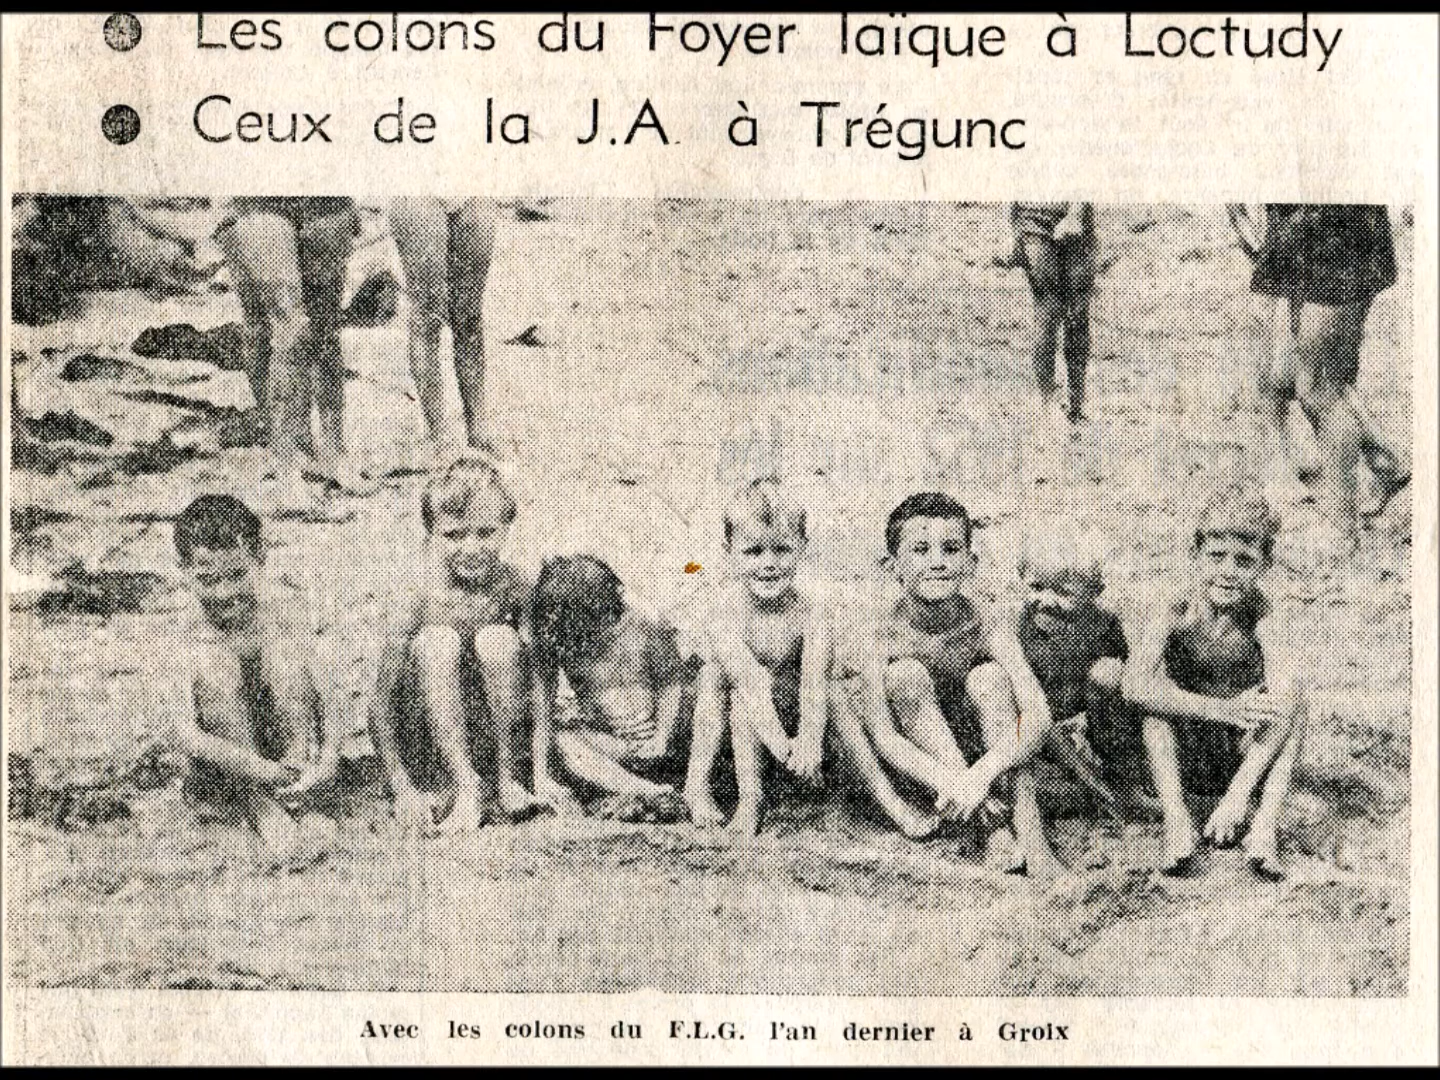 ● Les colons du Foyer laïque à Loctudy
● Ceux de la J.A. à Trégunc
Avec les colons du F.L.G. l'an dernier à Groix